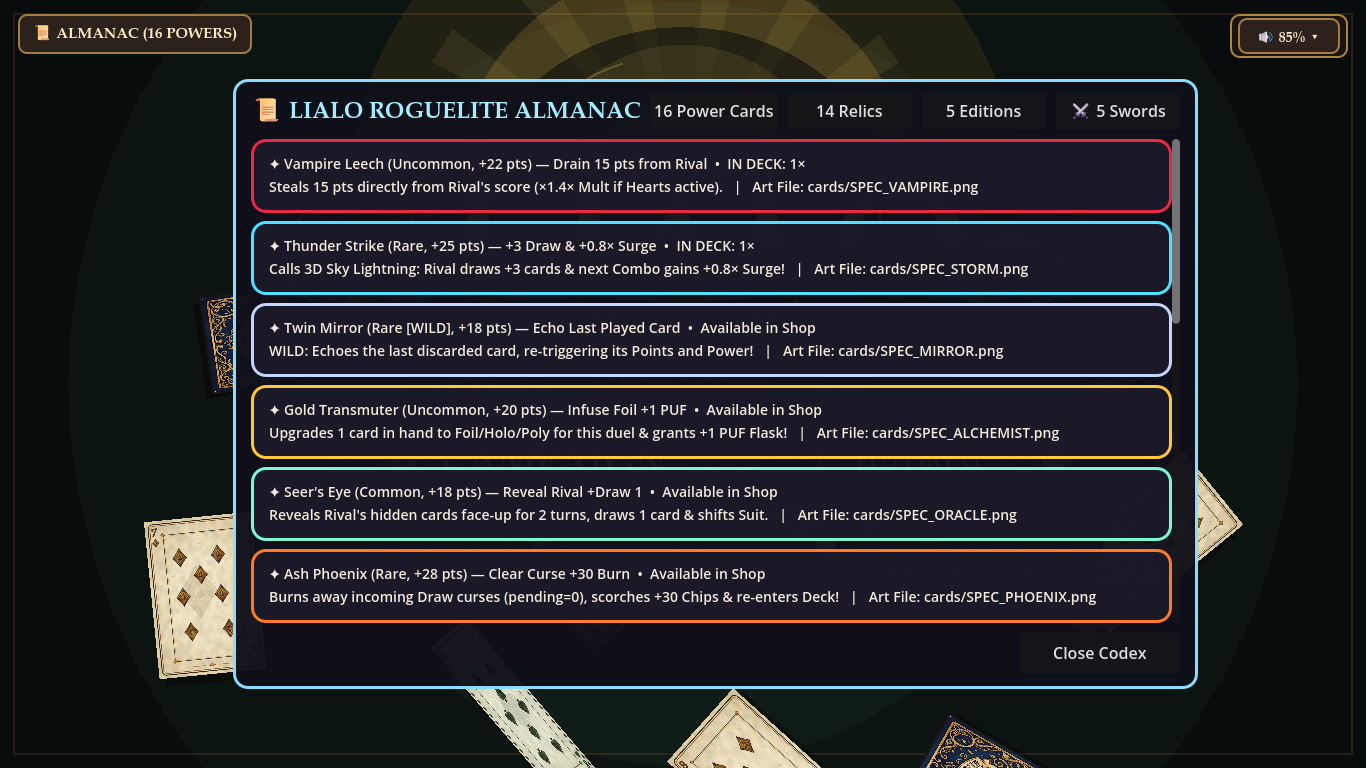 📜 ALMANAC (16 POWERS)
🔊 85% ▾
📜 LIALO ROGUELITE ALMANAC
16 Power Cards
14 Relics
5 Editions
⚔ 5 Swords
✦ Vampire Leech (Uncommon, +22 pts) — Drain 15 pts from Rival • IN DECK: 1×
Steals 15 pts directly from Rival's score (×1.4× Mult if Hearts active). | Art File: cards/SPEC_VAMPIRE.png
✦ Thunder Strike (Rare, +25 pts) — +3 Draw & +0.8× Surge • IN DECK: 1×
Calls 3D Sky Lightning: Rival draws +3 cards & next Combo gains +0.8× Surge! | Art File: cards/SPEC_STORM.png
✦ Twin Mirror (Rare [WILD], +18 pts) — Echo Last Played Card • Available in Shop
WILD: Echoes the last discarded card, re-triggering its Points and Power! | Art File: cards/SPEC_MIRROR.png
✦ Gold Transmuter (Uncommon, +20 pts) — Infuse Foil +1 PUF • Available in Shop
Upgrades 1 card in hand to Foil/Holo/Poly for this duel & grants +1 PUF Flask! | Art File: cards/SPEC_ALCHEMIST.png
✦ Seer's Eye (Common, +18 pts) — Reveal Rival +Draw 1 • Available in Shop
Reveals Rival's hidden cards face-up for 2 turns, draws 1 card & shifts Suit. | Art File: cards/SPEC_ORACLE.png
✦ Ash Phoenix (Rare, +28 pts) — Clear Curse +30 Burn • Available in Shop
Burns away incoming Draw curses (pending=0), scorches +30 Chips & re-enters Deck! | Art File: cards/SPEC_PHOENIX.png
Close Codex